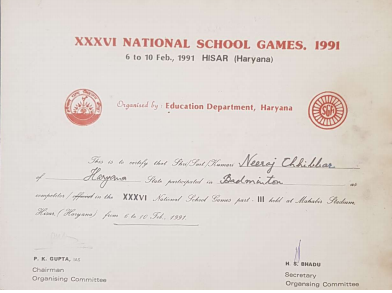 XXXVI NATIONAL SCHOOL GAMES, 1991
6 to 10 Feb., 1991 HISAR (Haryana)
Organised by : Education Department, Haryana
This is to certify that Shri/Smt/Kumari Neeraj Chhibbar
of Haryana State participated in Badminton as
competitor/official in the XXXVI National School Games part-III held at Mahabir Stadium,
Hisar, (Haryana) from 6 to 10 Feb., 1991.
P. K. GUPTA,
Chairman
Organising Committee
H. S. BHADU
Secretary
Organising Committee